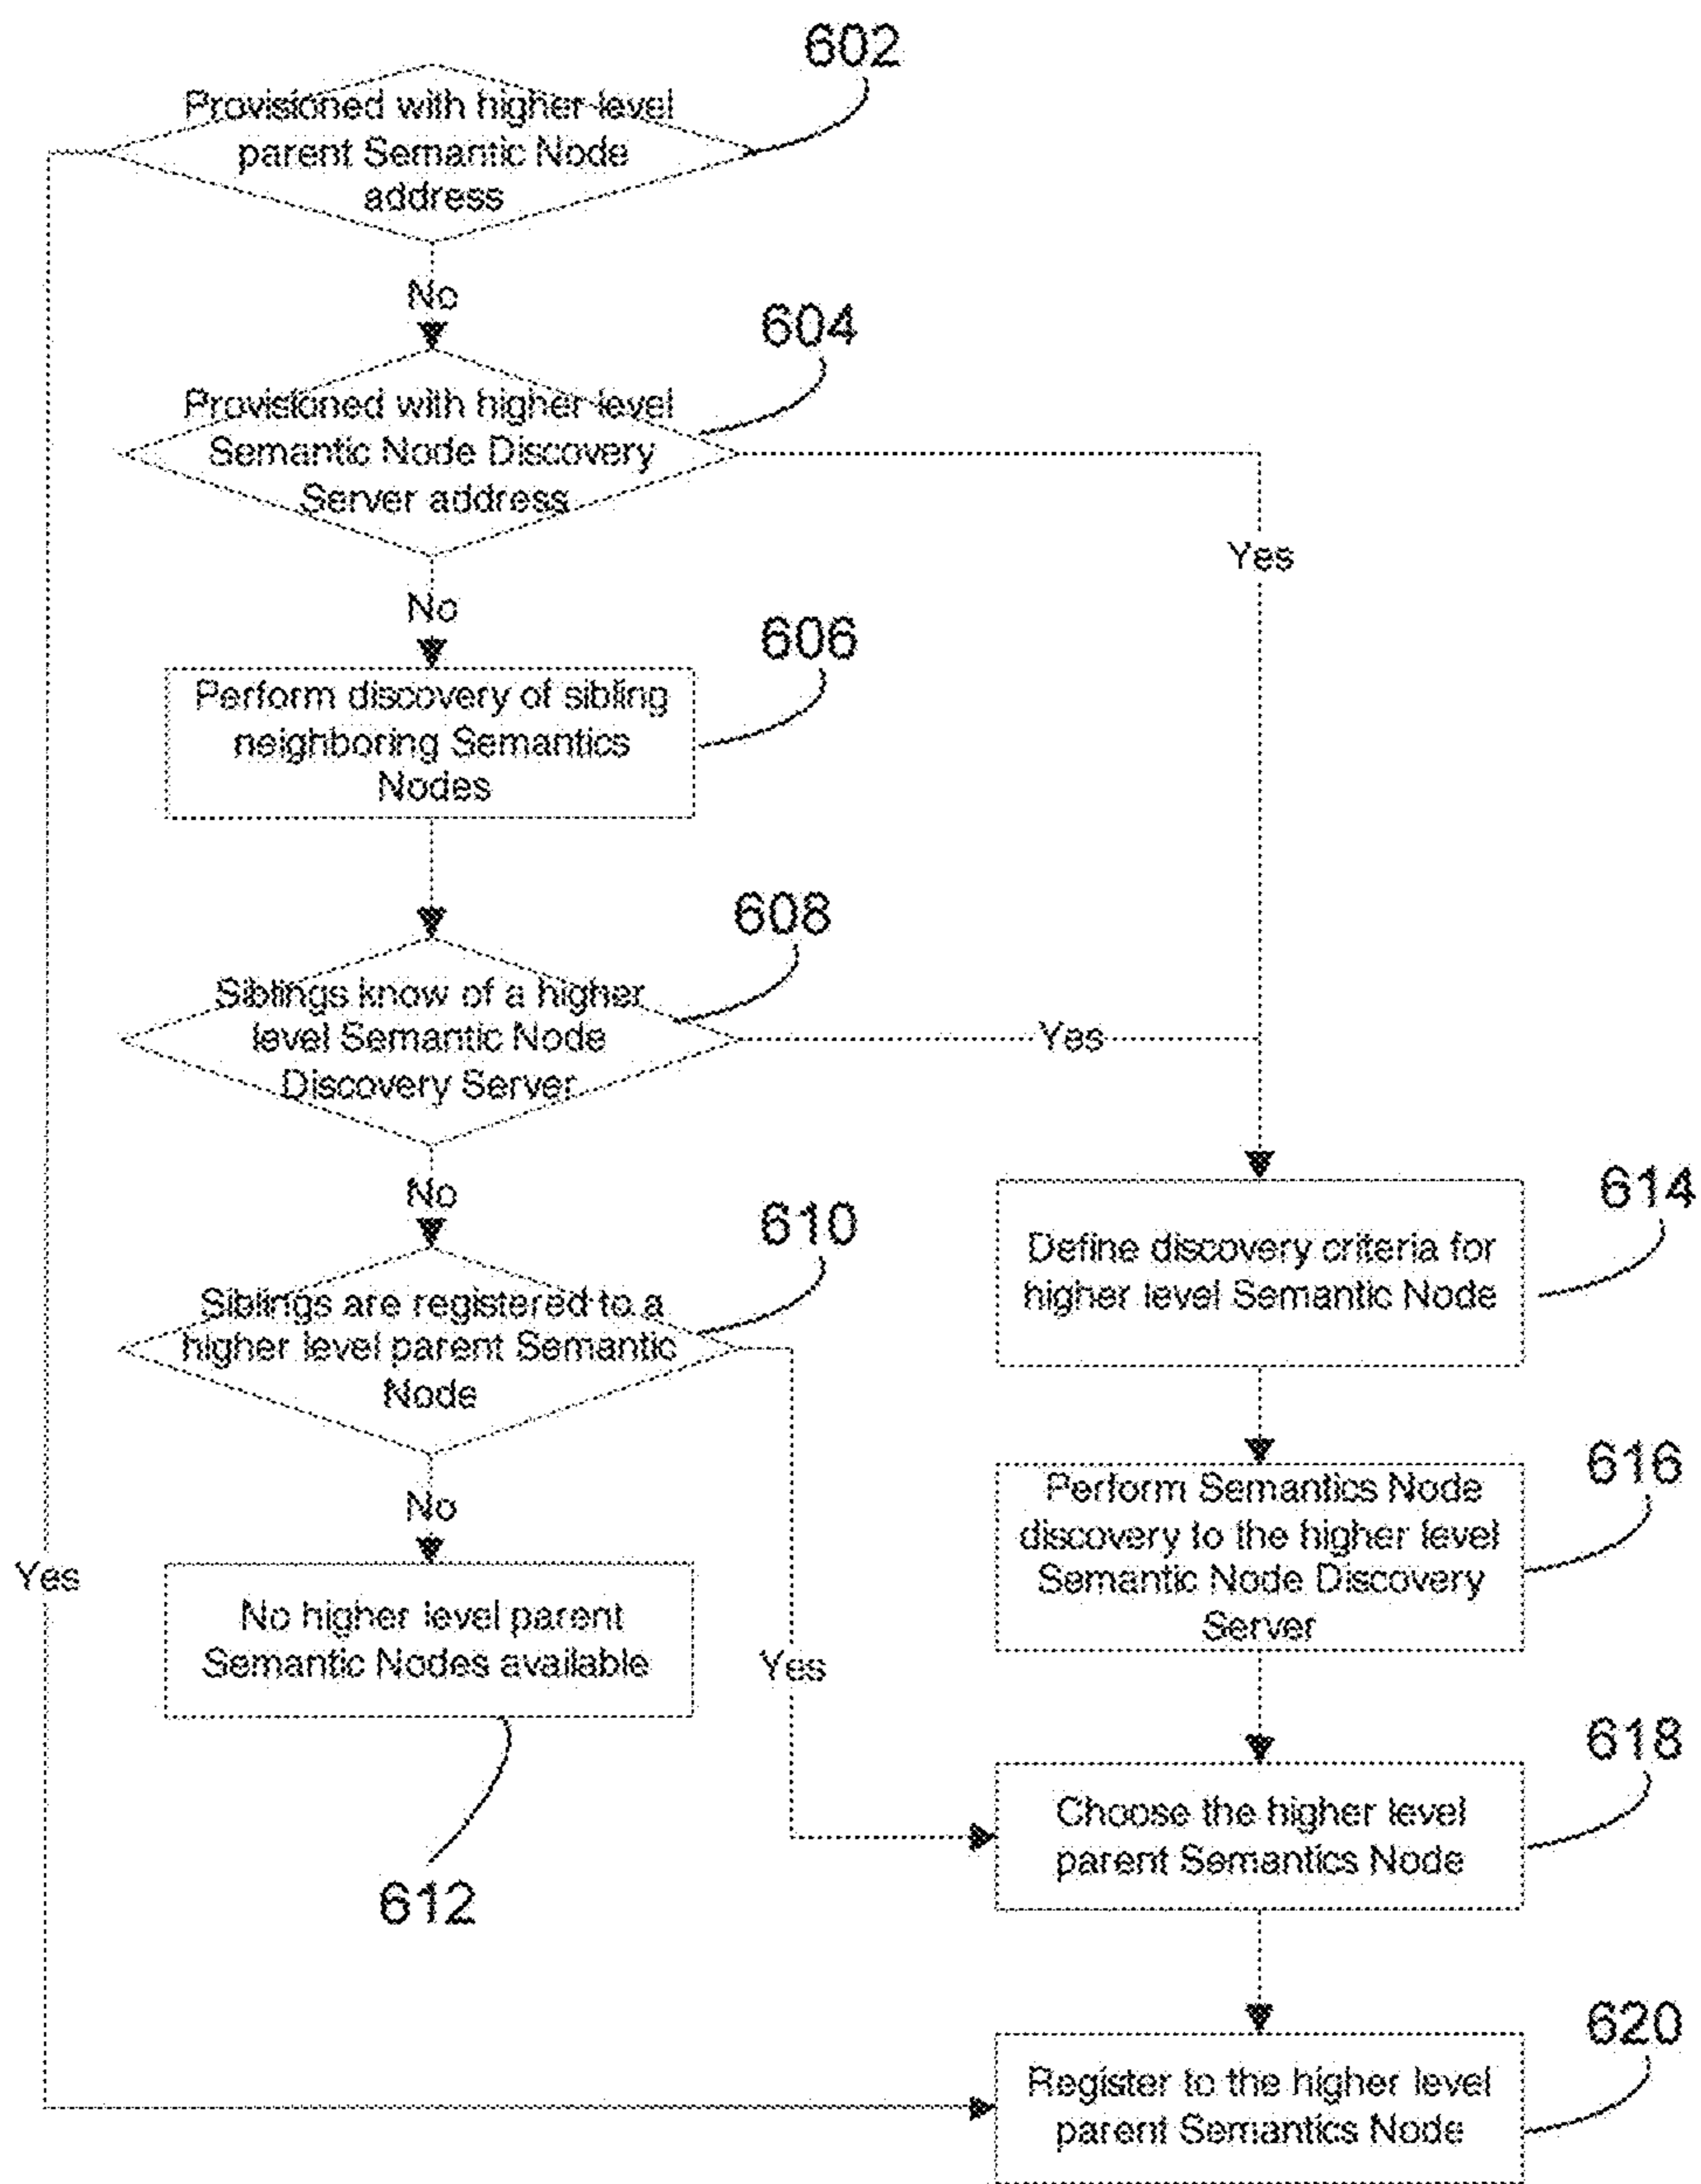 602
Provisioned with higher-level
parent Semantic Node
address
No
604
Provisioned with higher-level
Semantic Node Discovery
Server address
Yes
No
606
Perform discovery of sibling
neighboring Semantics
Nodes
608
Siblings know of a higher
level Semantic Node
Discovery Server
Yes
No
610
Siblings are registered to a
higher level parent Semantic
Node
614
Define discovery criteria for
higher level Semantic Node
No
616
Perform Semantics Node
discovery to the higher level
Semantic Node Discovery
Server
Yes
No higher level parent
Semantic Nodes available
Yes
612
618
Choose the higher level
parent Semantics Node
620
Register to the higher level
parent Semantics Node